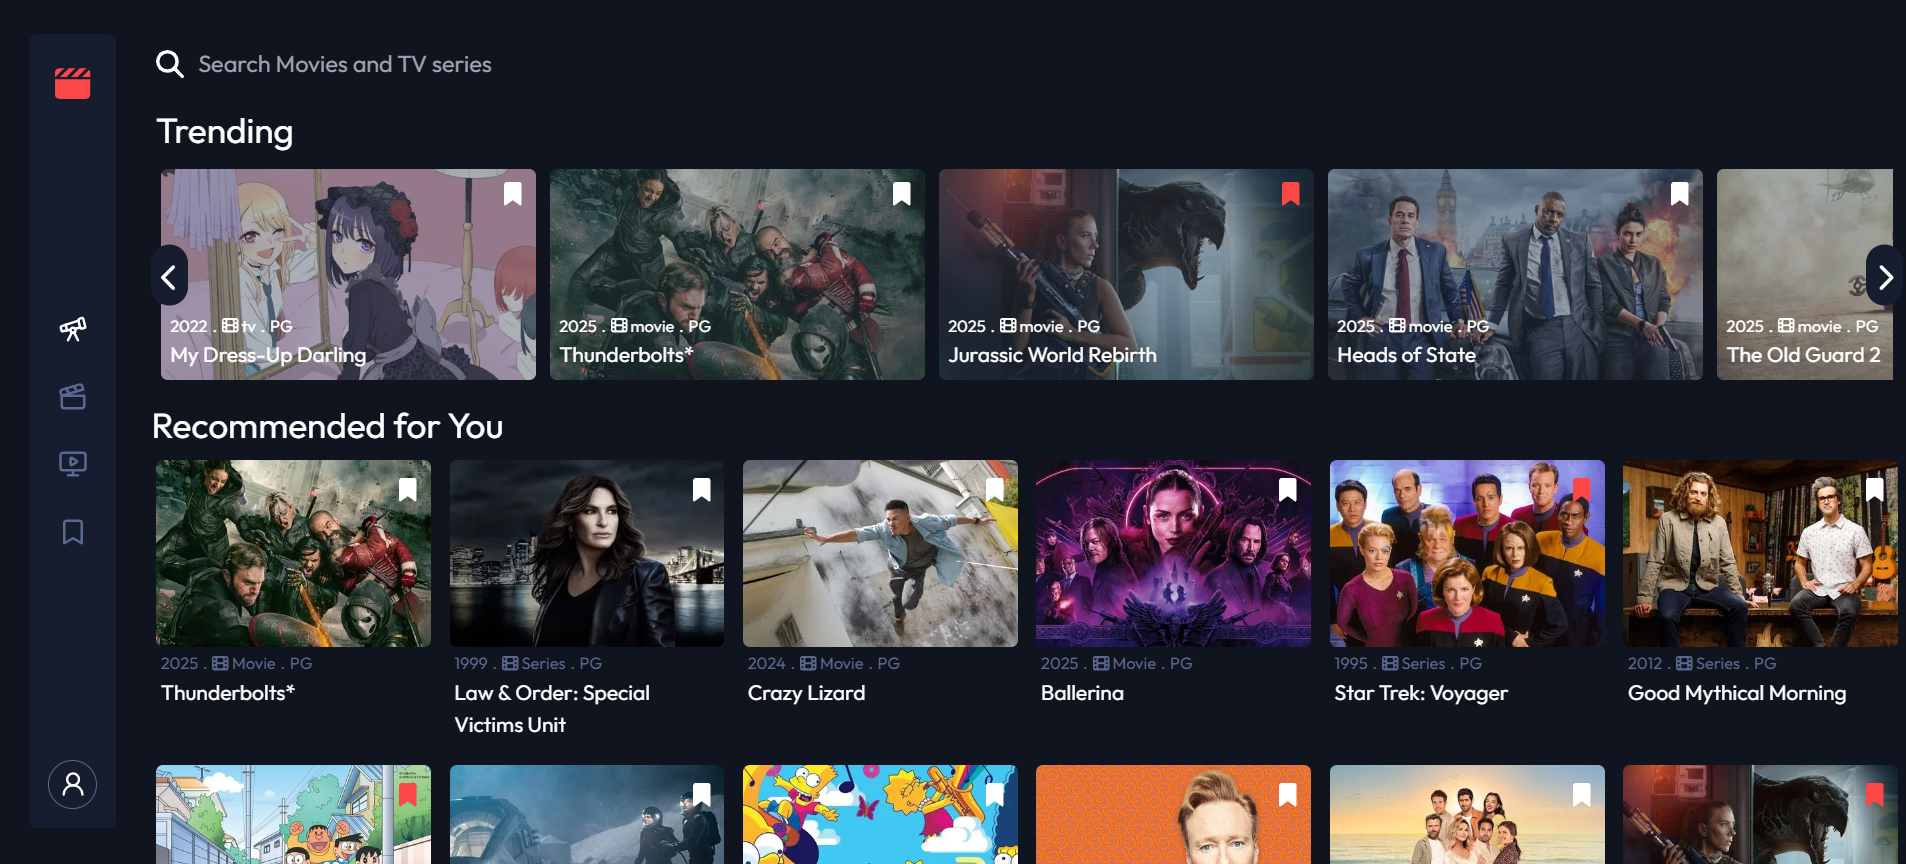 Search Movies and TV series
Trending
2022 . tv . PG
My Dress-Up Darling
2025 . movie . PG
Thunderbolts*
2025 . movie . PG
Jurassic World Rebirth
2025 . movie . PG
Heads of State
2025 . movie . PG
The Old Guard 2
Recommended for You
2025 . Movie . PG
Thunderbolts*
1999 . Series . PG
Law & Order: Special
Victims Unit
2024 . Movie . PG
Crazy Lizard
2025 . Movie . PG
Ballerina
1995 . Series . PG
Star Trek: Voyager
2012 . Series . PG
Good Mythical Morning